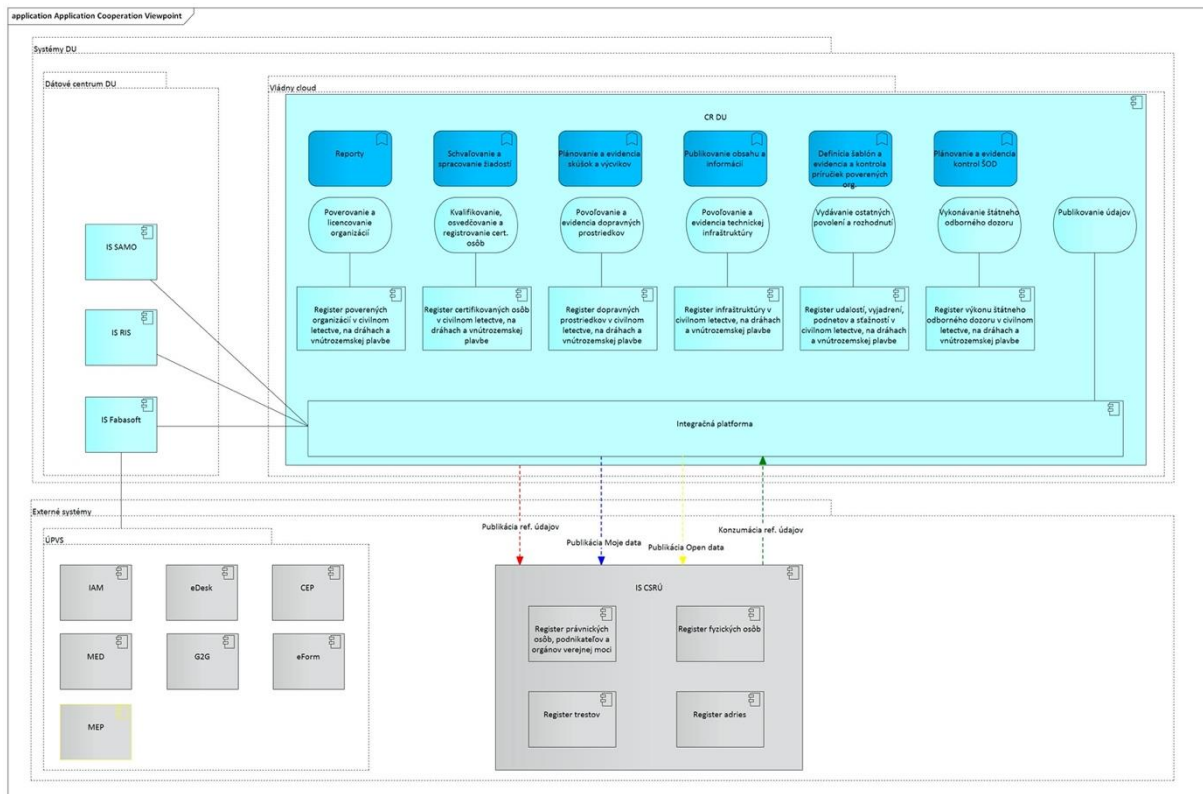 application Application Cooperation Viewpoint
Systémy DU
Dátové centrum DU
Vládny cloud
CR DU
Reporty
Schvaľovanie a
spracovanie žiadostí
Plánovanie a evidencia
skúšok a výcvikov
Publikovanie obsahu a
informácií
Definícia šablón a
evidencia a kontrola
príručiek poverených
org.
Plánovanie a evidencia
kontrol ŠOD
Poverovanie a
licencovanie
organizácií
Kvalifikovanie,
osvedčovanie a
registrovanie cert.
osôb
Povoľovanie a
evidencia dopravných
prostriedkov
Povoľovanie a
evidencia technickej
infraštruktúry
Vydávanie ostatných
povolení a rozhodnutí
Vykonávanie štátneho
odborného dozoru
Publikovanie údajov
IS SAMO
IS RIS
IS Fabasoft
Register poverených
organizácií v civilnom
letectve, na dráhach a
vnútrozemskej plavbe
Register certifikovaných osôb
v civilnom letectve, na
dráhach a vnútrozemskej
plavbe
Register dopravných
prostriedkov v civilnom
letectve, na dráhach a
vnútrozemskej plavbe
Register infraštruktúry v
civilnom letectve, na dráhach
a vnútrozemskej plavbe
Register udalostí, vyjadrení,
podnetov a sťažností v
civilnom letectve, na dráhach
a vnútrozemskej plavbe
Register výkonu štátneho
odborného dozoru v civilnom
letectve, na dráhach a
vnútrozemskej plavbe
Integračná platforma
Publikácia ref. údajov
Publikácia Moje data
Publikácia Open data
Konzumácia ref. údajov
Externé systémy
ÚPVS
IAM
eDesk
CEP
MED
G2G
eForm
MEP
IS CSRÚ
Register právnických
osôb, podnikateľov a
orgánov verejnej moci
Register fyzických osôb
Register trestov
Register adries